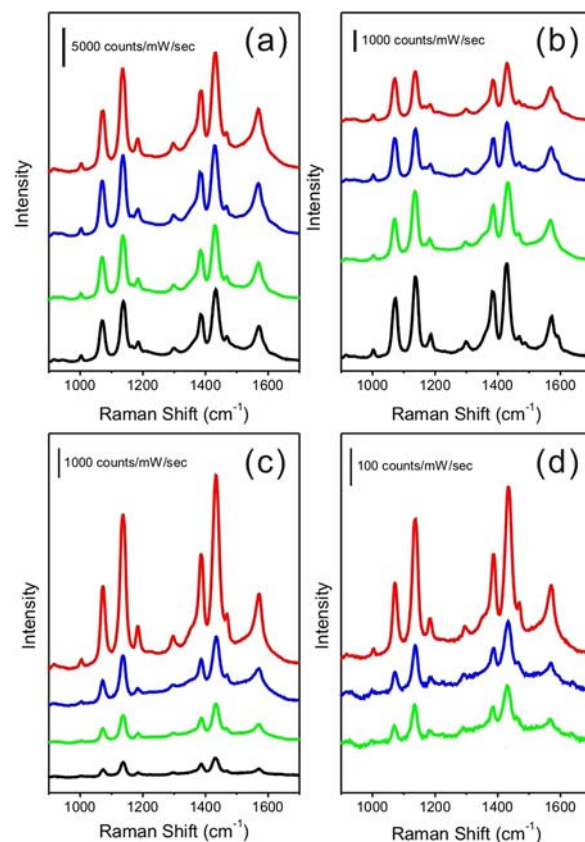 5000 counts/mW/sec (a)
Intensity
1000 1200 1400 1600
Raman Shift (cm⁻¹)
1000 counts/mW/sec (b)
Intensity
1000 1200 1400 1600
Raman Shift (cm⁻¹)
1000 counts/mW/sec (c)
Intensity
1000 1200 1400 1600
Raman Shift (cm⁻¹)
100 counts/mW/sec (d)
Intensity
1000 1200 1400 1600
Raman Shift (cm⁻¹)